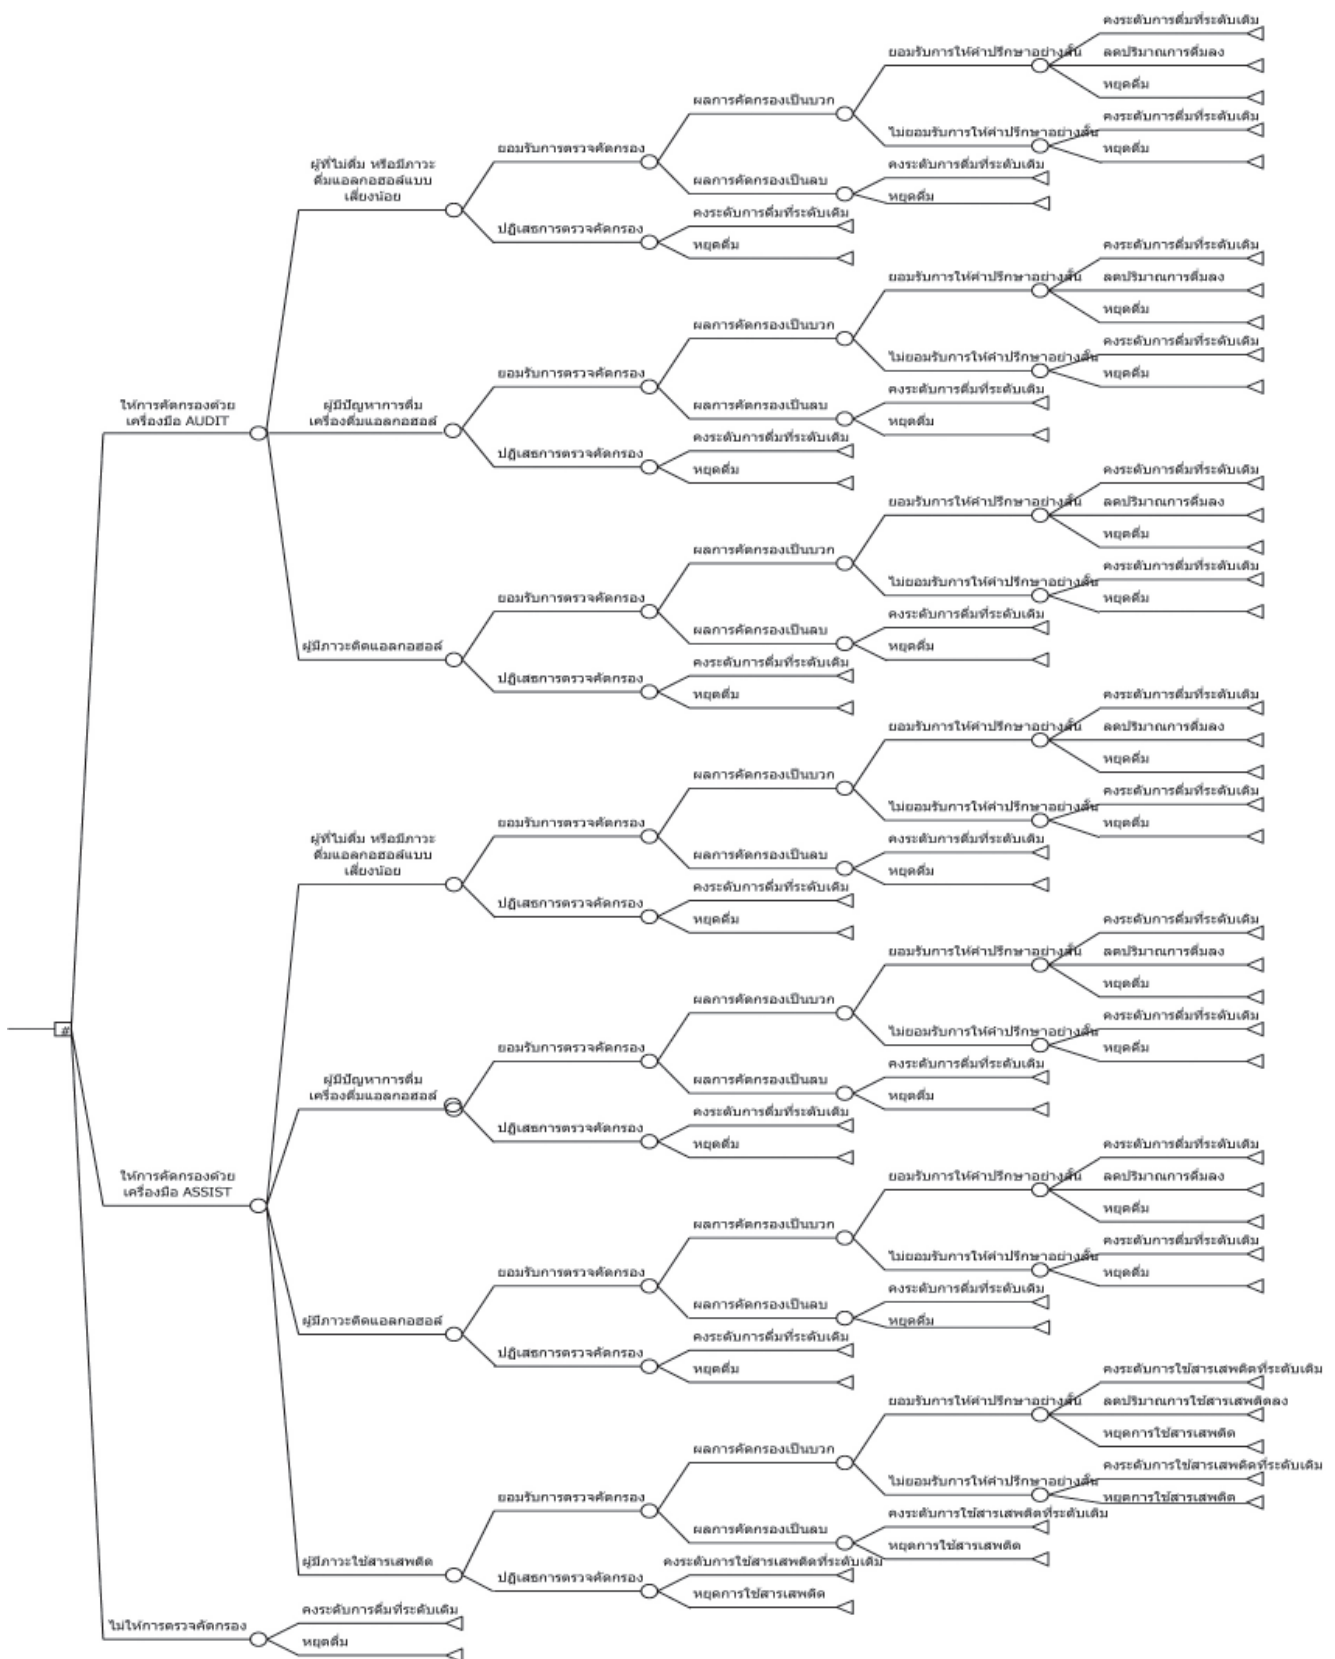 คงระดับการดื่มที่ระดับเดิม
ยอมรับการให้คำปรึกษาอย่างสั้น
ลดปริมาณการดื่มลง
หยุดดื่ม
ผลการคัดกรองเป็นบวก
คงระดับการดื่มที่ระดับเดิม
ไม่ยอมรับการให้คำปรึกษาอย่างสั้น
หยุดดื่ม
ยอมรับการตรวจคัดกรอง
ผู้ที่ไม่ดื่ม หรือมีภาวะ
ดื่มแอลกอฮอล์แบบ
เสี่ยงน้อย
คงระดับการดื่มที่ระดับเดิม
ผลการคัดกรองเป็นลบ
หยุดดื่ม
คงระดับการดื่มที่ระดับเดิม
ปฏิเสธการตรวจคัดกรอง
หยุดดื่ม
คงระดับการดื่มที่ระดับเดิม
ยอมรับการให้คำปรึกษาอย่างสั้น
ลดปริมาณการดื่มลง
หยุดดื่ม
ผลการคัดกรองเป็นบวก
คงระดับการดื่มที่ระดับเดิม
ไม่ยอมรับการให้คำปรึกษาอย่างสั้น
หยุดดื่ม
ยอมรับการตรวจคัดกรอง
ให้การคัดกรองด้วย
เครื่องมือ AUDIT
ผู้มีปัญหาการดื่ม
เครื่องดื่มแอลกอฮอล์
คงระดับการดื่มที่ระดับเดิม
ผลการคัดกรองเป็นลบ
หยุดดื่ม
คงระดับการดื่มที่ระดับเดิม
ปฏิเสธการตรวจคัดกรอง
หยุดดื่ม
คงระดับการดื่มที่ระดับเดิม
ยอมรับการให้คำปรึกษาอย่างสั้น
ลดปริมาณการดื่มลง
หยุดดื่ม
ผลการคัดกรองเป็นบวก
คงระดับการดื่มที่ระดับเดิม
ไม่ยอมรับการให้คำปรึกษาอย่างสั้น
หยุดดื่ม
ยอมรับการตรวจคัดกรอง
คงระดับการดื่มที่ระดับเดิม
ผลการคัดกรองเป็นลบ
หยุดดื่ม
ผู้มีภาวะติดแอลกอฮอล์
คงระดับการดื่มที่ระดับเดิม
ปฏิเสธการตรวจคัดกรอง
หยุดดื่ม
คงระดับการดื่มที่ระดับเดิม
ยอมรับการให้คำปรึกษาอย่างสั้น
ลดปริมาณการดื่มลง
หยุดดื่ม
ผลการคัดกรองเป็นบวก
คงระดับการดื่มที่ระดับเดิม
ไม่ยอมรับการให้คำปรึกษาอย่างสั้น
หยุดดื่ม
ยอมรับการตรวจคัดกรอง
ผู้ที่ไม่ดื่ม หรือมีภาวะ
ดื่มแอลกอฮอล์แบบ
เสี่ยงน้อย
คงระดับการดื่มที่ระดับเดิม
ผลการคัดกรองเป็นลบ
หยุดดื่ม
คงระดับการดื่มที่ระดับเดิม
ปฏิเสธการตรวจคัดกรอง
หยุดดื่ม
คงระดับการดื่มที่ระดับเดิม
ยอมรับการให้คำปรึกษาอย่างสั้น
ลดปริมาณการดื่มลง
หยุดดื่ม
ผลการคัดกรองเป็นบวก
คงระดับการดื่มที่ระดับเดิม
ไม่ยอมรับการให้คำปรึกษาอย่างสั้น
หยุดดื่ม
ยอมรับการตรวจคัดกรอง
ผู้มีปัญหาการดื่ม
เครื่องดื่มแอลกอฮอล์
คงระดับการดื่มที่ระดับเดิม
ผลการคัดกรองเป็นลบ
หยุดดื่ม
คงระดับการดื่มที่ระดับเดิม
ปฏิเสธการตรวจคัดกรอง
หยุดดื่ม
ให้การคัดกรองด้วย
เครื่องมือ ASSIST
คงระดับการดื่มที่ระดับเดิม
ยอมรับการให้คำปรึกษาอย่างสั้น
ลดปริมาณการดื่มลง
หยุดดื่ม
ผลการคัดกรองเป็นบวก
คงระดับการดื่มที่ระดับเดิม
ไม่ยอมรับการให้คำปรึกษาอย่างสั้น
หยุดดื่ม
ยอมรับการตรวจคัดกรอง
คงระดับการดื่มที่ระดับเดิม
ผลการคัดกรองเป็นลบ
หยุดดื่ม
ผู้มีภาวะติดแอลกอฮอล์
คงระดับการดื่มที่ระดับเดิม
ปฏิเสธการตรวจคัดกรอง
หยุดดื่ม
คงระดับการใช้สารเสพติดที่ระดับเดิม
ยอมรับการให้คำปรึกษาอย่างสั้น
ลดปริมาณการใช้สารเสพติดลง
หยุดการใช้สารเสพติด
ผลการคัดกรองเป็นบวก
คงระดับการใช้สารเสพติดที่ระดับเดิม
ไม่ยอมรับการให้คำปรึกษาอย่างสั้น
หยุดการใช้สารเสพติด
ยอมรับการตรวจคัดกรอง
คงระดับการใช้สารเสพติดที่ระดับเดิม
ผลการคัดกรองเป็นลบ
หยุดการใช้สารเสพติด
ผู้มีภาวะใช้สารเสพติด
คงระดับการใช้สารเสพติดที่ระดับเดิม
ปฏิเสธการตรวจคัดกรอง
หยุดการใช้สารเสพติด
คงระดับการดื่มที่ระดับเดิม
ไม่ให้การตรวจคัดกรอง
หยุดดื่ม